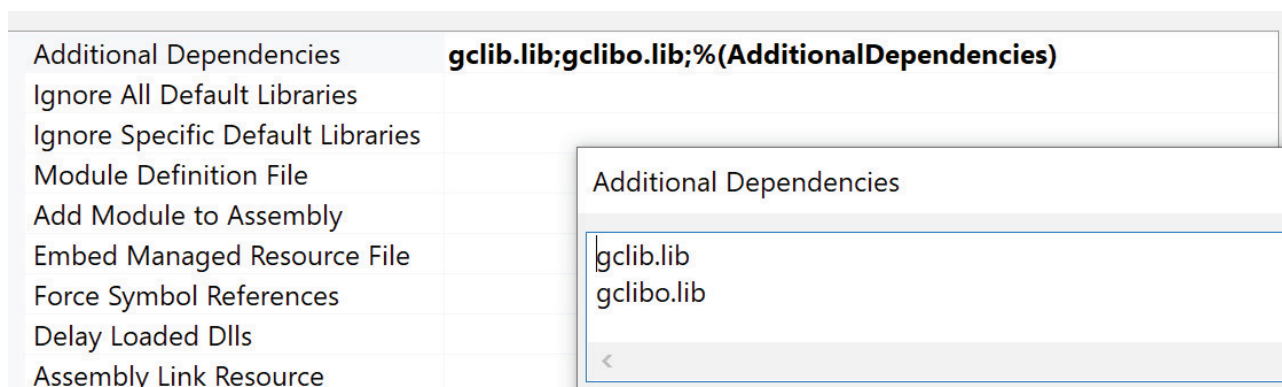 Additional Dependencies gclib.lib;gclibo.lib;%(AdditionalDependencies)
Ignore All Default Libraries
Ignore Specific Default Libraries
Module Definition File
Additional Dependencies
Add Module to Assembly
Embed Managed Resource File
gclib.lib
Force Symbol References
gclibo.lib
Delay Loaded Dlls
Assembly Link Resource